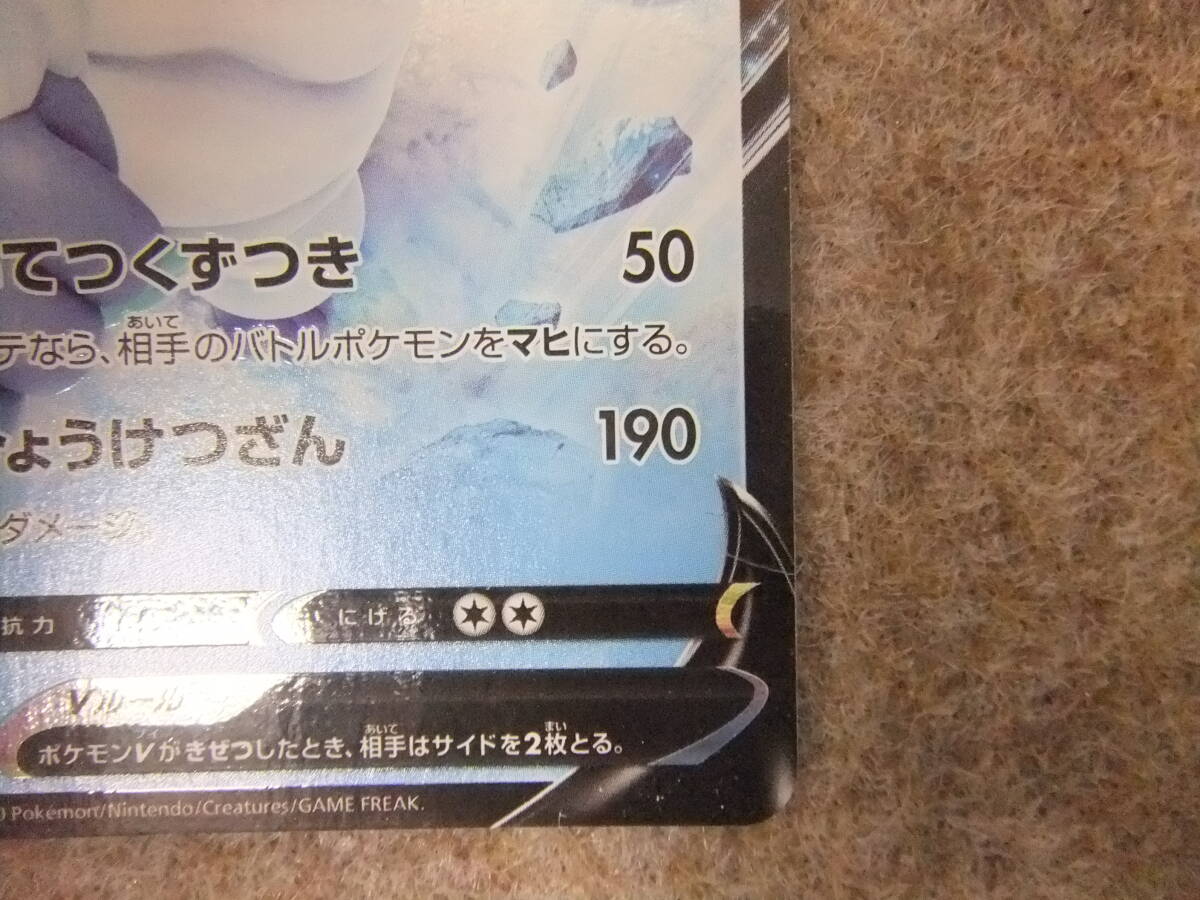 てつくずつき 50
テなら、相手のバトルポケモンをマヒにする。
ょうけつざん 190
ダメージ。
抗力 にげる
Vルール
ポケモンVがきぜつしたとき、相手はサイドを2枚とる。
Pokémon/Nintendo/Creatures/GAME FREAK.